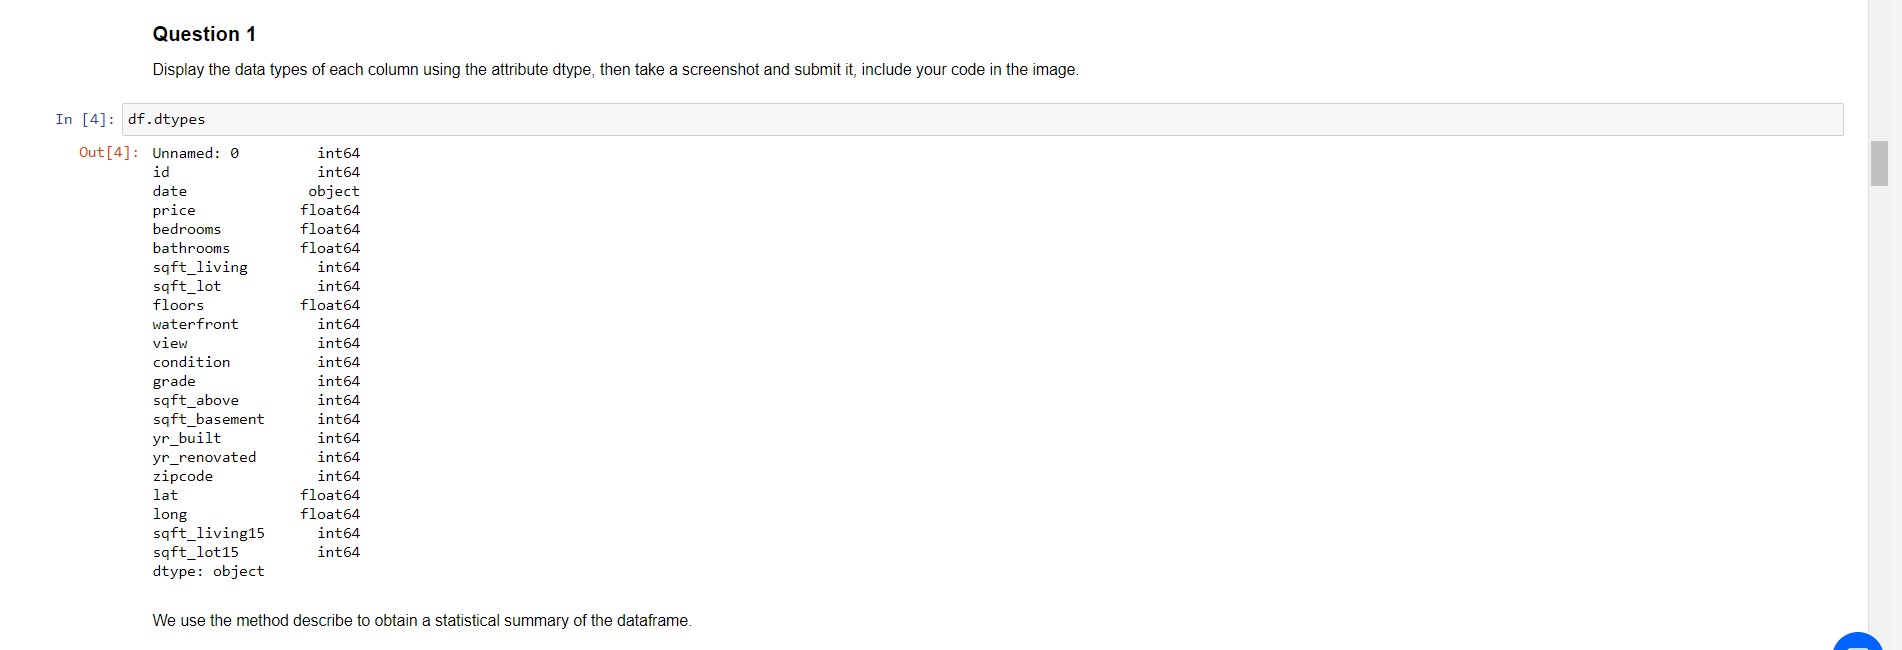 Question 1
Display the data types of each column using the attribute dtype, then take a screenshot and submit it, include your code in the image.
In [4]: df.dtypes
Out[4]: Unnamed: 0 int64
id int64
date object
price float64
bedrooms float64
bathrooms float64
sqft_living int64
sqft_lot int64
floors float64
waterfront int64
view int64
condition int64
grade int64
sqft_above int64
sqft_basement int64
yr_built int64
yr_renovated int64
zipcode int64
lat float64
long float64
sqft_living15 int64
sqft_lot15 int64
dtype: object
We use the method describe to obtain a statistical summary of the dataframe.